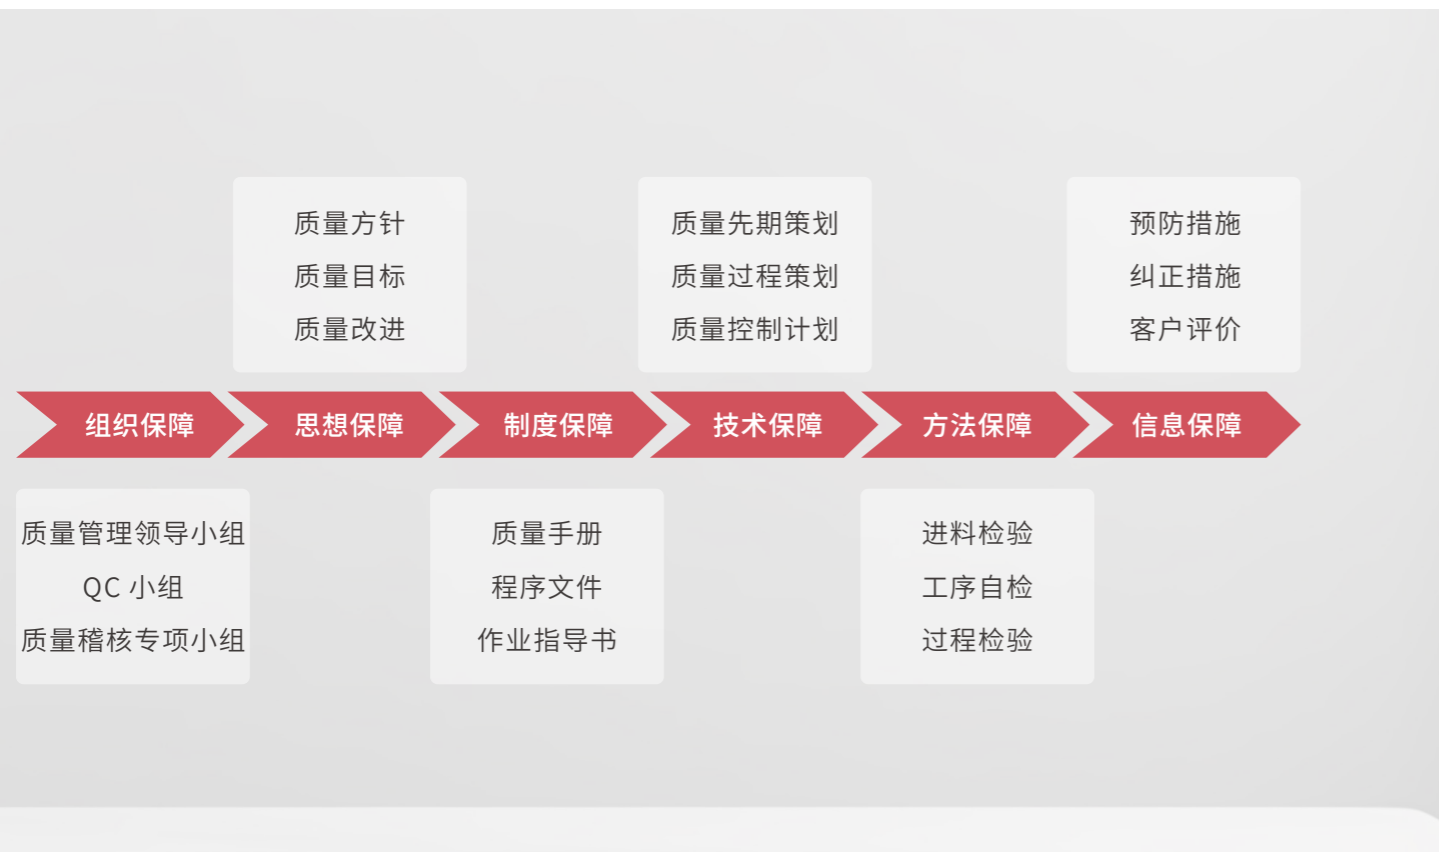 质量方针
质量目标
质量改进
质量先期策划
质量过程策划
质量控制计划
预防措施
纠正措施
客户评价
组织保障
思想保障
制度保障
技术保障
方法保障
信息保障
质量管理领导小组
QC 小组
质量稽核专项小组
质量手册
程序文件
作业指导书
进料检验
工序自检
过程检验